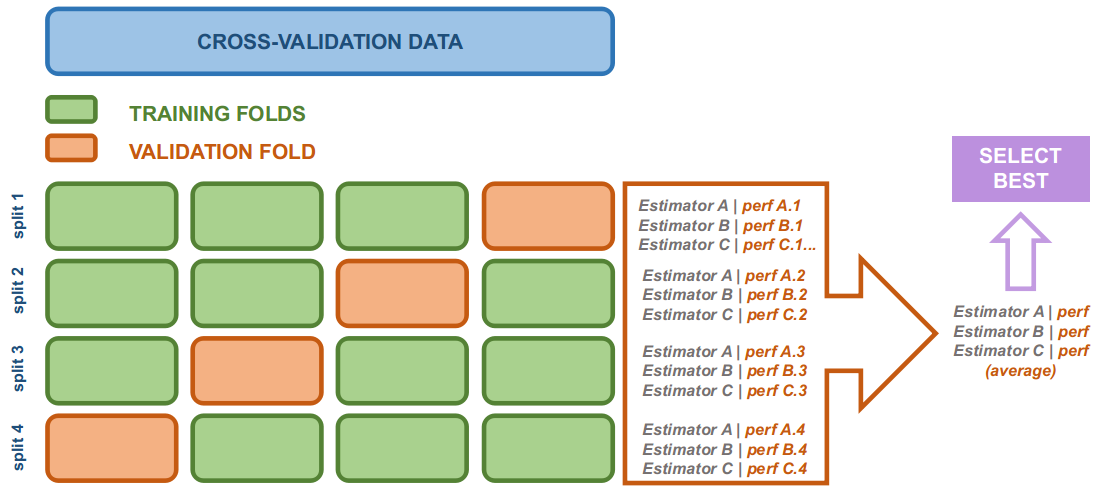 CROSS-VALIDATION DATA
TRAINING FOLDS
VALIDATION FOLD
split 1
Estimator A | perf A.1
Estimator B | perf B.1
Estimator C | perf C.1...
split 2
Estimator A | perf A.2
Estimator B | perf B.2
Estimator C | perf C.2
split 3
Estimator A | perf A.3
Estimator B | perf B.3
Estimator C | perf C.3
split 4
Estimator A | perf A.4
Estimator B | perf B.4
Estimator C | perf C.4
SELECT
BEST
Estimator A | perf
Estimator B | perf
Estimator C | perf
(average)